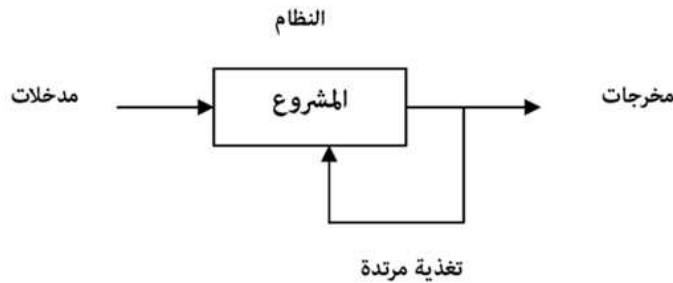 النظام
مدخلات
المشروع
مخرجات
تغذية مرتدة